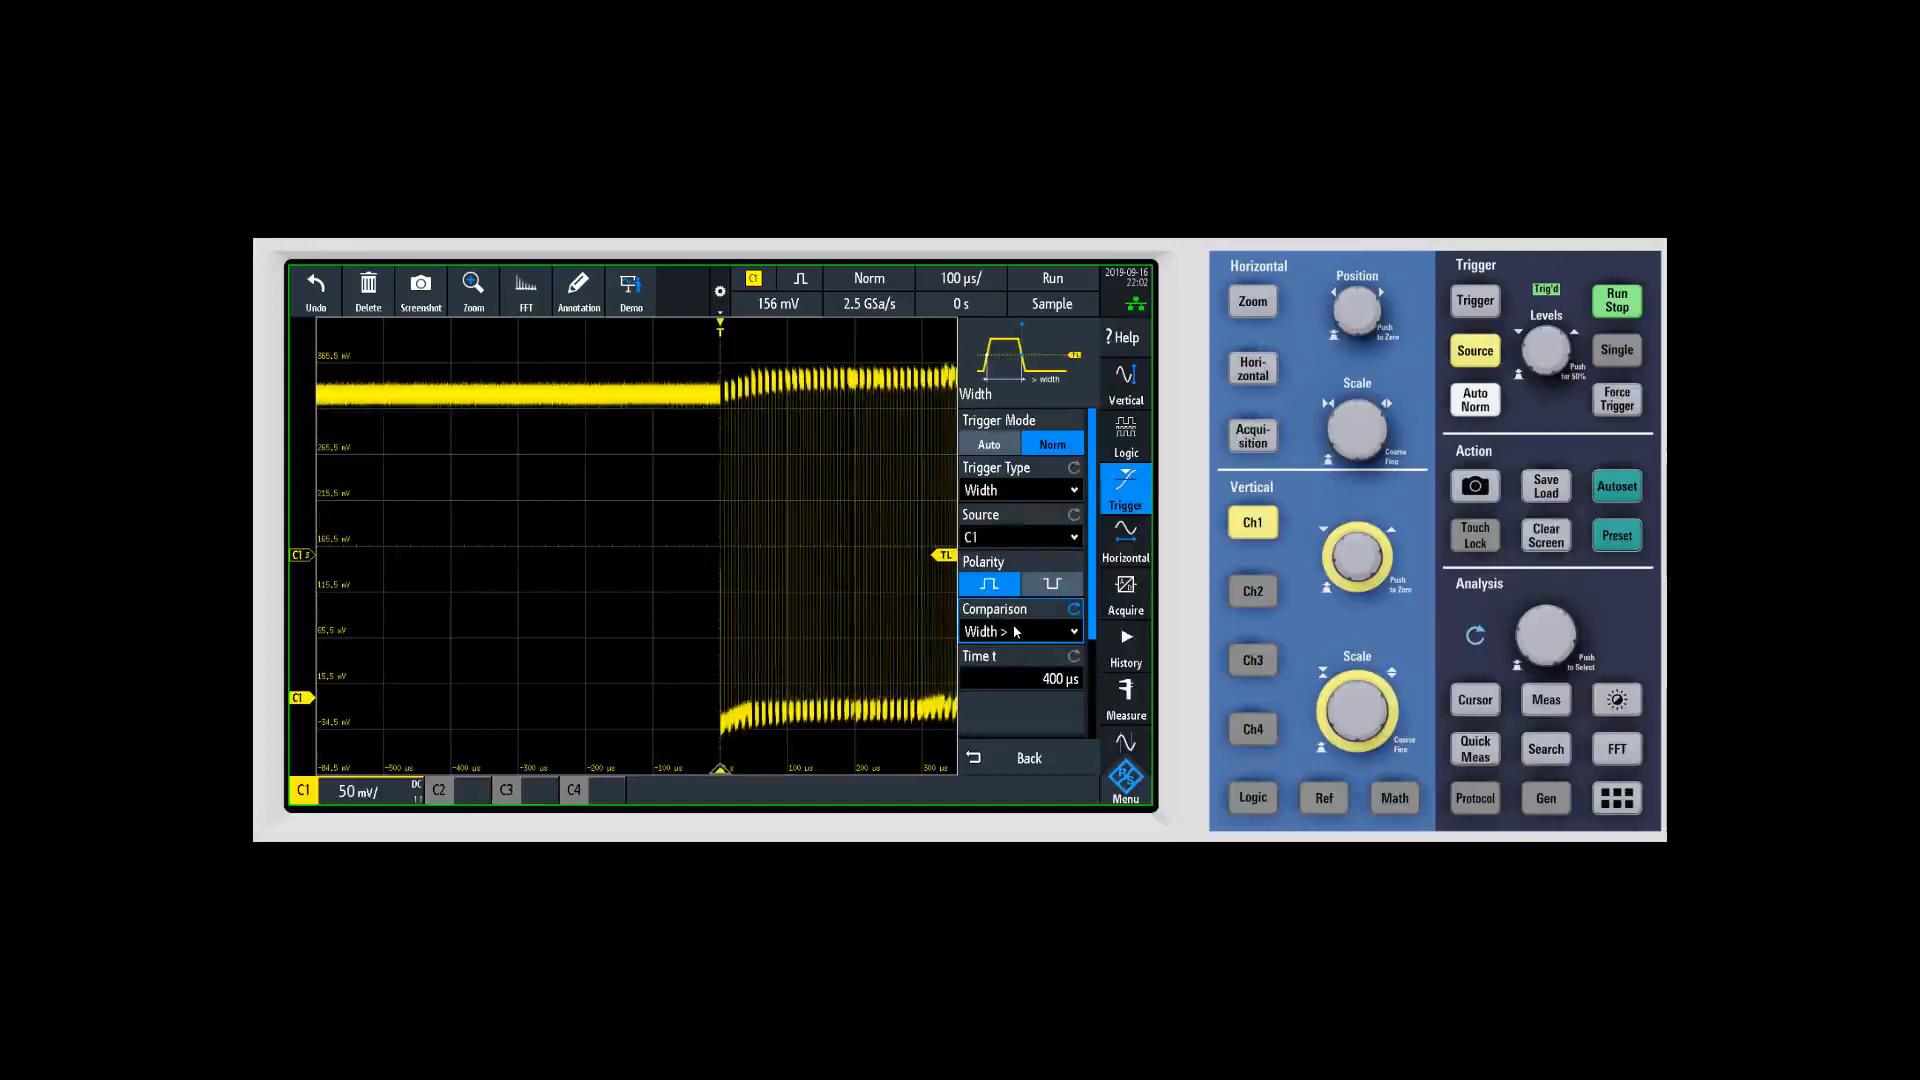 Undo
Delete
Screenshot
Zoom
FFT
Annotation
Demo
C1
Norm
100 µs/
Run
156 mV
2.5 GSa/s
0 s
Sample
2019-09-16
22:02
T
365.5 mV
265.5 mV
215.5 mV
165.5 mV
115.5 mV
65.5 mV
15.5 mV
-34.5 mV
-84.5 mV
-500 µs
-400 µs
-300 µs
-200 µs
-100 µs
100 µs
200 µs
300 µs
C1
C1
TL
TL
> width
Width
Trigger Mode
Auto
Norm
Trigger Type
Width
Source
C1
Polarity
Comparison
Width >
Time t
400 µs
Back
? Help
Vertical
Logic
Trigger
Horizontal
Acquire
History
Measure
R&S
Menu
C1
50 mV/
DC
1:1
C2
C3
C4
Horizontal
Position
Zoom
Push
to Zero
Hori-
zontal
Scale
Acqui-
sition
Coarse
Fine
Vertical
Ch1
Push
to Zero
Ch2
Ch3
Scale
Ch4
Coarse
Fine
Logic
Ref
Math
Trigger
Trigger
Trig'd
Run
Stop
Levels
Source
Single
Push
for 50%
Auto
Norm
Force
Trigger
Action
Save
Load
Autoset
Touch
Lock
Clear
Screen
Preset
Analysis
Push
to Select
Cursor
Meas
Quick
Meas
Search
FFT
Protocol
Gen